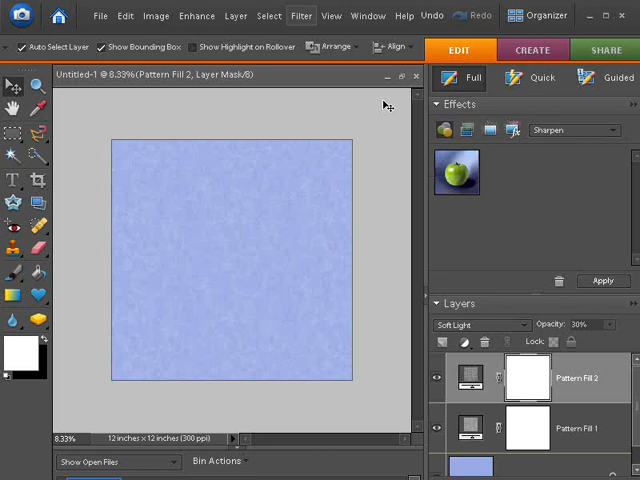 File Edit Image Enhance Layer Select Filter View Window Help Undo Redo Organizer
Auto Select Layer Show Bounding Box Show Highlight on Rollover Arrange Align EDIT CREATE SHARE
Untitled-1 @ 8.33%(Pattern Fill 2, Layer Mask/8)
Full Quick Guided
Effects
Sharpen
T
Apply
Layers
Soft Light Opacity: 30%
Lock:
Pattern Fill 2
Pattern Fill 1
8.33% 12 inches x 12 inches (300 ppi)
Show Open Files Bin Actions